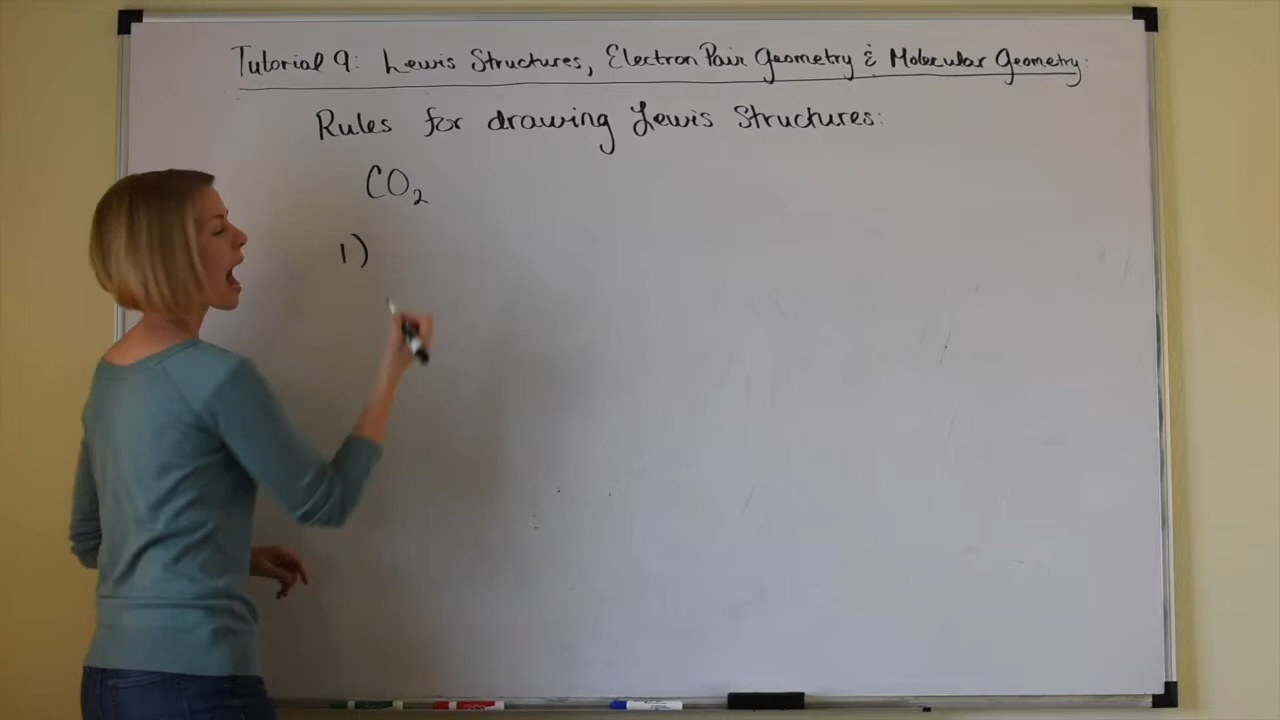 Tutorial 9: Lewis Structures, Electron Pair Geometry & Molecular Geometry:
Rules for drawing Lewis Structures:
CO₂
1)